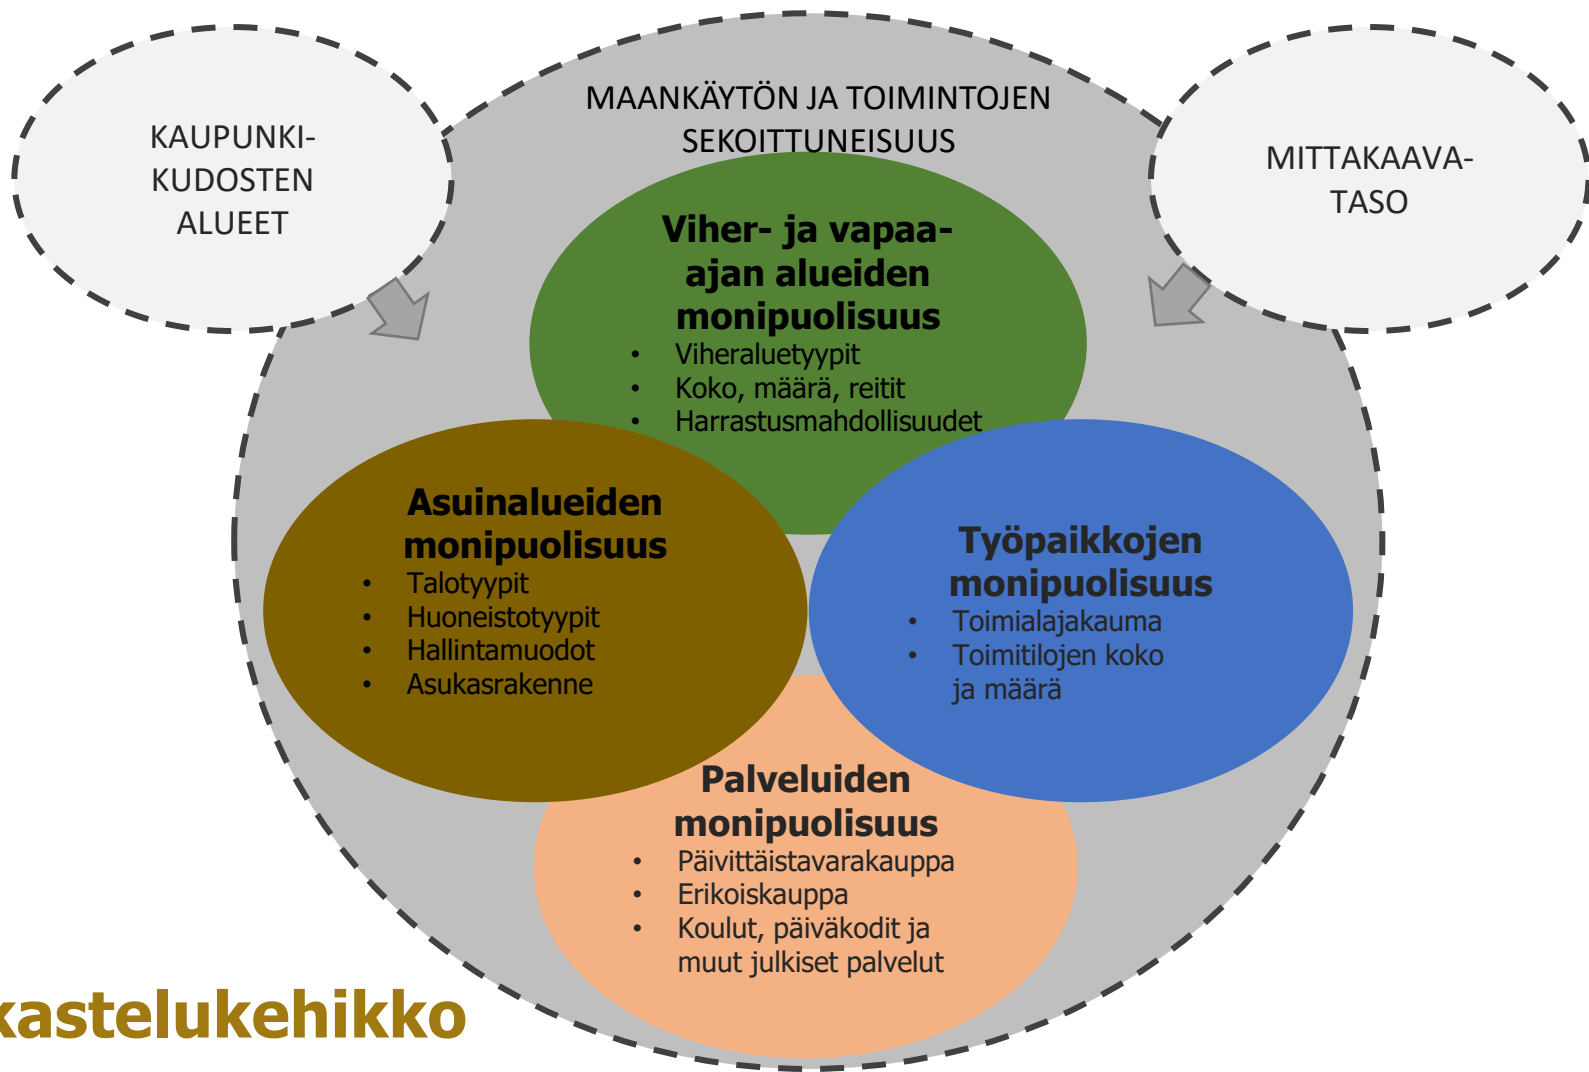 MAANKÄYTÖN JA TOIMINTOJEN
SEKOITTUNEISUUS
KAUPUNKI-
KUDOSTEN
ALUEET
MITTAKAAVA-
TASO
Viher- ja vapaa-
ajan alueiden
monipuolisuus
• Viheraluetyypit
• Koko, määrä, reitit
• Harrastusmahdollisuudet
Asuinalueiden
monipuolisuus
• Talotyypit
• Huoneistotyypit
• Hallintamuodot
• Asukasrakenne
Työpaikkojen
monipuolisuus
• Toimialajakauma
• Toimitilojen koko
ja määrä
Palveluiden
monipuolisuus
• Päivittäistavarakauppa
• Erikoiskauppa
• Koulut, päiväkodit ja
muut julkiset palvelut
kastelukehikko